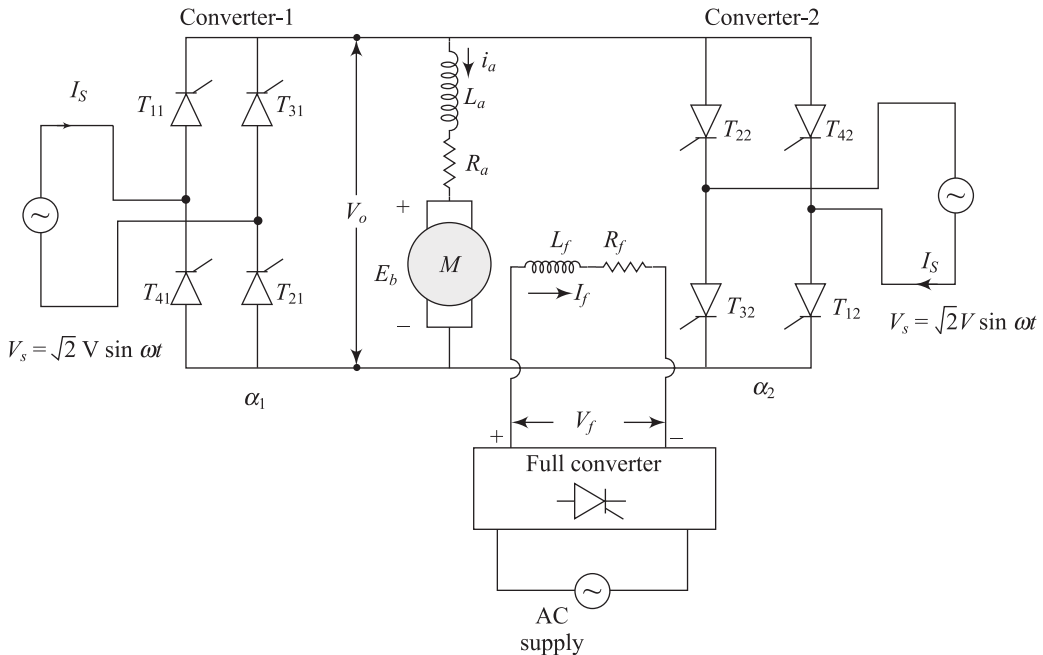 Converter-1
Converter-2
I_S
T_11
T_31
i_a
L_a
R_a
T_22
T_42
V_o
+
E_b
M
−
L_f
R_f
I_f
T_41
T_21
T_32
T_12
I_S
V_s = √2 V sin ωt
V_s = √2V sin ωt
α_1
α_2
V_f
+
−
Full converter
AC
supply